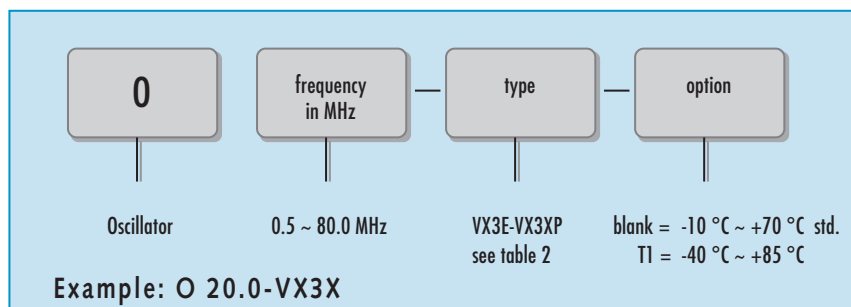 O
frequency
in MHz
—
type
—
option
Oscillator
0.5 ~ 80.0 MHz
VX3E-VX3XP
see table 2
blank = -10 °C ~ +70 °C std.
T1 = -40 °C ~ +85 °C
Example: O 20.0-VX3X